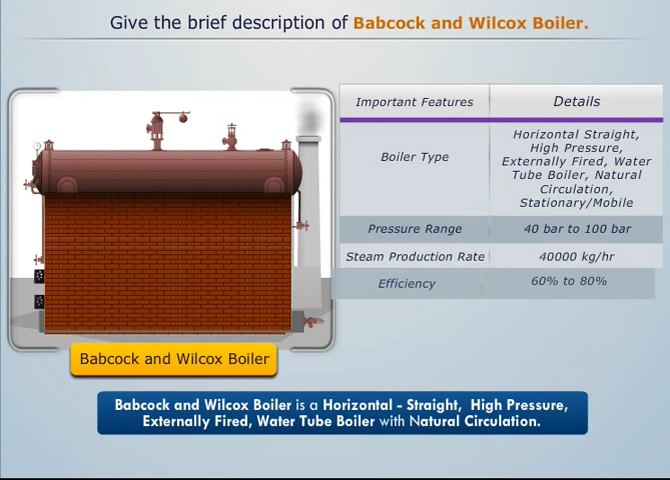 Give the brief description of Babcock and Wilcox Boiler.
Important Features
Details
Boiler Type
Horizontal Straight,
High Pressure,
Externally Fired, Water
Tube Boiler, Natural
Circulation,
Stationary/Mobile
Pressure Range
40 bar to 100 bar
Steam Production Rate
40000 kg/hr
Efficiency
60% to 80%
Babcock and Wilcox Boiler
Babcock and Wilcox Boiler is a Horizontal - Straight, High Pressure,
Externally Fired, Water Tube Boiler with Natural Circulation.